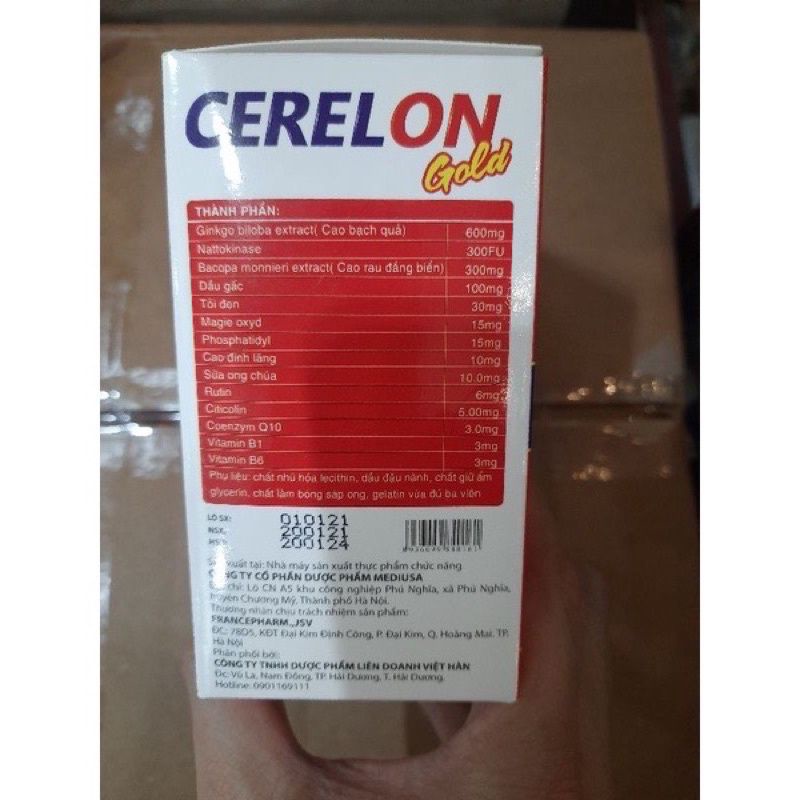 CERELON
Gold
THÀNH PHẦN:
Ginkgo biloba extract( Cao bạch quả) 600mg
Nattokinase 300FU
Bacopa monnieri extract( Cao rau đắng biển) 300mg
Dầu gấc 100mg
Tỏi đen 30mg
Magie oxyd 15mg
Phosphatidyl 15mg
Cao đinh lăng 10mg
Sữa ong chúa 10.0mg
Rutin 6mg
Citicolin 5.00mg
Coenzym Q10 3.0mg
Vitamin B1 3mg
Vitamin B6 3mg
Phụ liệu: chất nhũ hóa lecithin, dầu đậu nành, chất giữ ẩm
glycerin, chất làm bóng sáp ong, gelatin vừa đủ ba viên
LÔ SX: 010121
NSX: 200121
200124
xuất tại: Nhà máy sản xuất thực phẩm chức năng
CÔNG TY CỔ PHẦN DƯỢC PHẨM MEDIUSA
chỉ: Lô CN A5 khu công nghiệp Phú Nghĩa, xã Phú Nghĩa,
huyện Chương Mỹ, Thành phố Hà Nội.
Thương nhân chịu trách nhiệm sản phẩm:
FRANCEPHARM.,JSV
ĐC: 78D5, KĐT Đại Kim Định Công, P. Đại Kim, Q. Hoàng Mai. TP.
Hà Nội
Phân phối bởi:
CÔNG TY TNHH DƯỢC PHẨM LIÊN DOANH VIỆT HÀN
Đc: Vũ La, Nam Đồng, TP. Hải Dương, T. Hải Dương.
Hotline: 0901169111